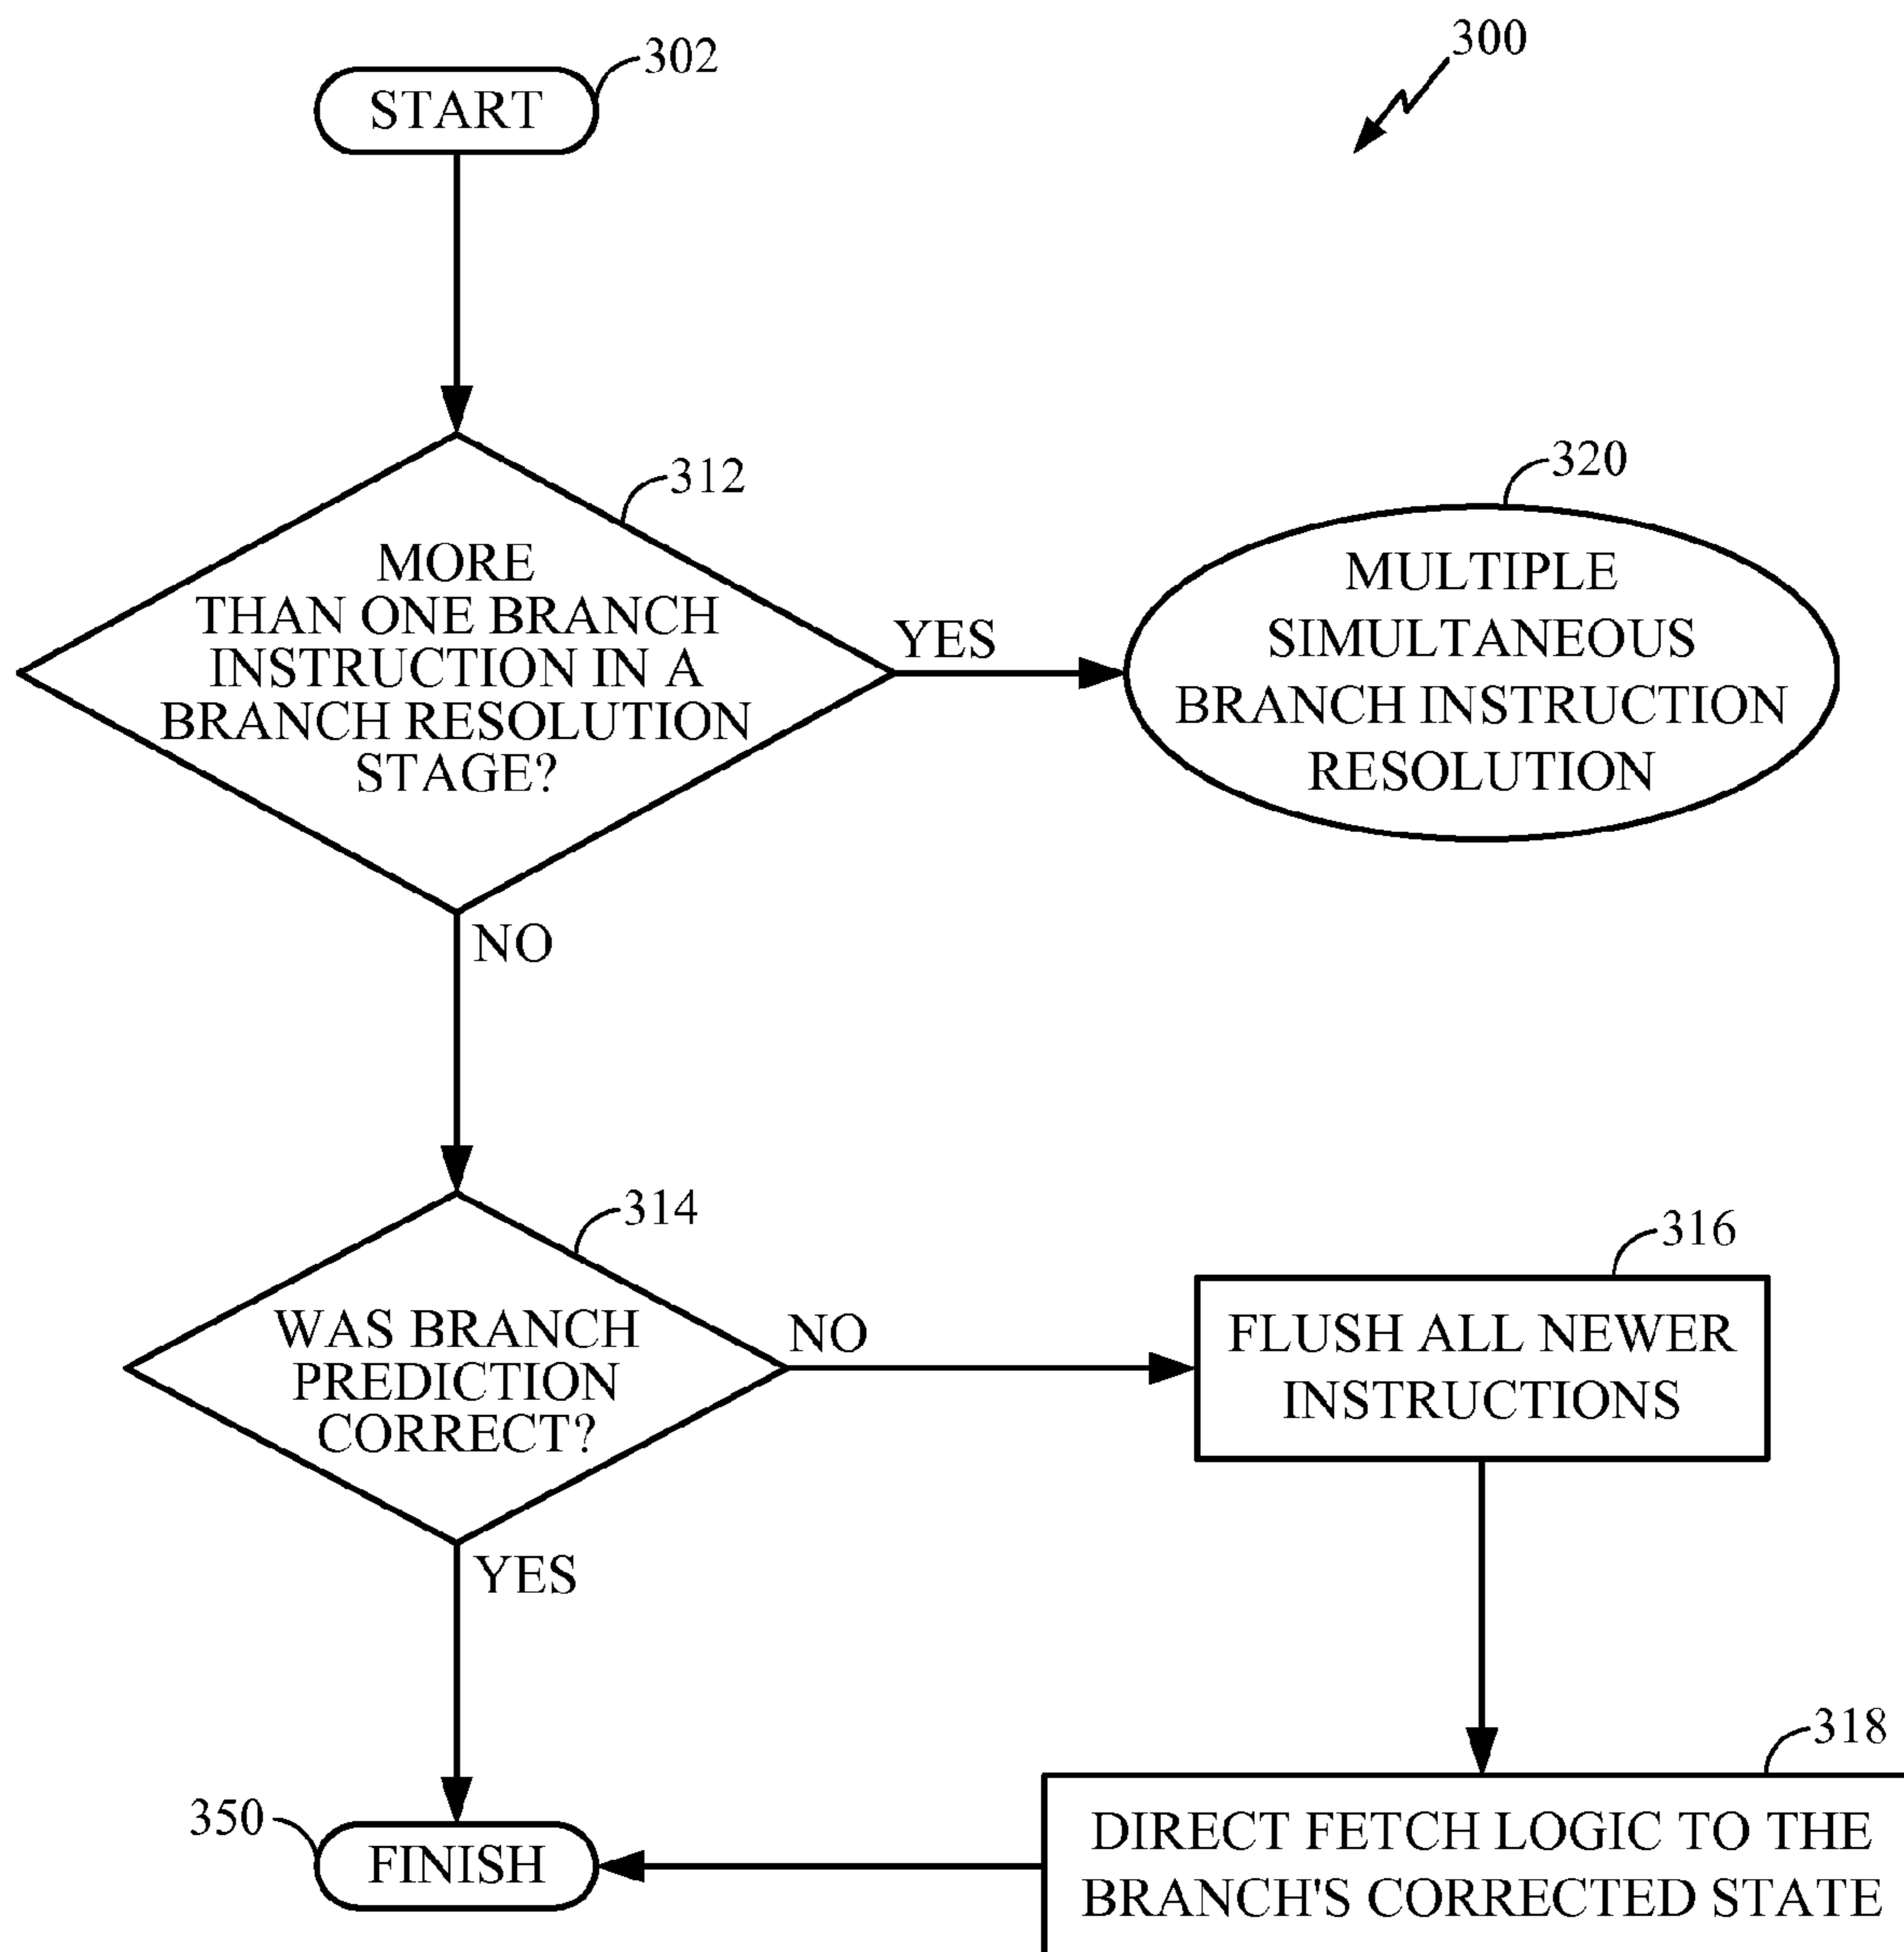 300
302
START
312
MORE
THAN ONE BRANCH
INSTRUCTION IN A
BRANCH RESOLUTION
STAGE?
YES
320
MULTIPLE
SIMULTANEOUS
BRANCH INSTRUCTION
RESOLUTION
NO
314
WAS BRANCH
PREDICTION
CORRECT?
NO
316
FLUSH ALL NEWER
INSTRUCTIONS
YES
318
DIRECT FETCH LOGIC TO THE
BRANCH'S CORRECTED STATE
350
FINISH